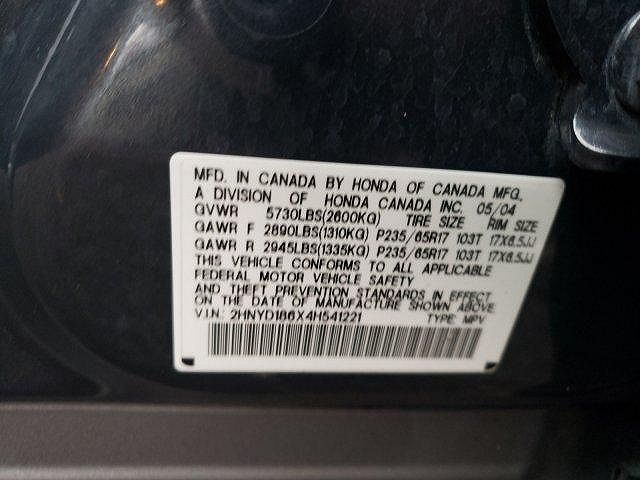 MFD. IN CANADA BY HONDA OF CANADA MFG.,
A DIVISION OF HONDA CANADA INC. 05/04
GVWR 5730LBS(2600KG) TIRE SIZE RIM SIZE
GAWR F 2890LBS(1310KG) P235/65R17 103T 17X6.5JJ
GAWR R 2945LBS(1335KG) P235/65R17 103T 17X6.5JJ
THIS VEHICLE CONFORMS TO ALL APPLICABLE
FEDERAL MOTOR VEHICLE SAFETY
AND THEFT PREVENTION STANDARDS IN EFFECT
ON THE DATE OF MANUFACTURE SHOWN ABOVE.
VIN: 2HNYD186X4H541221 TYPE: MPV